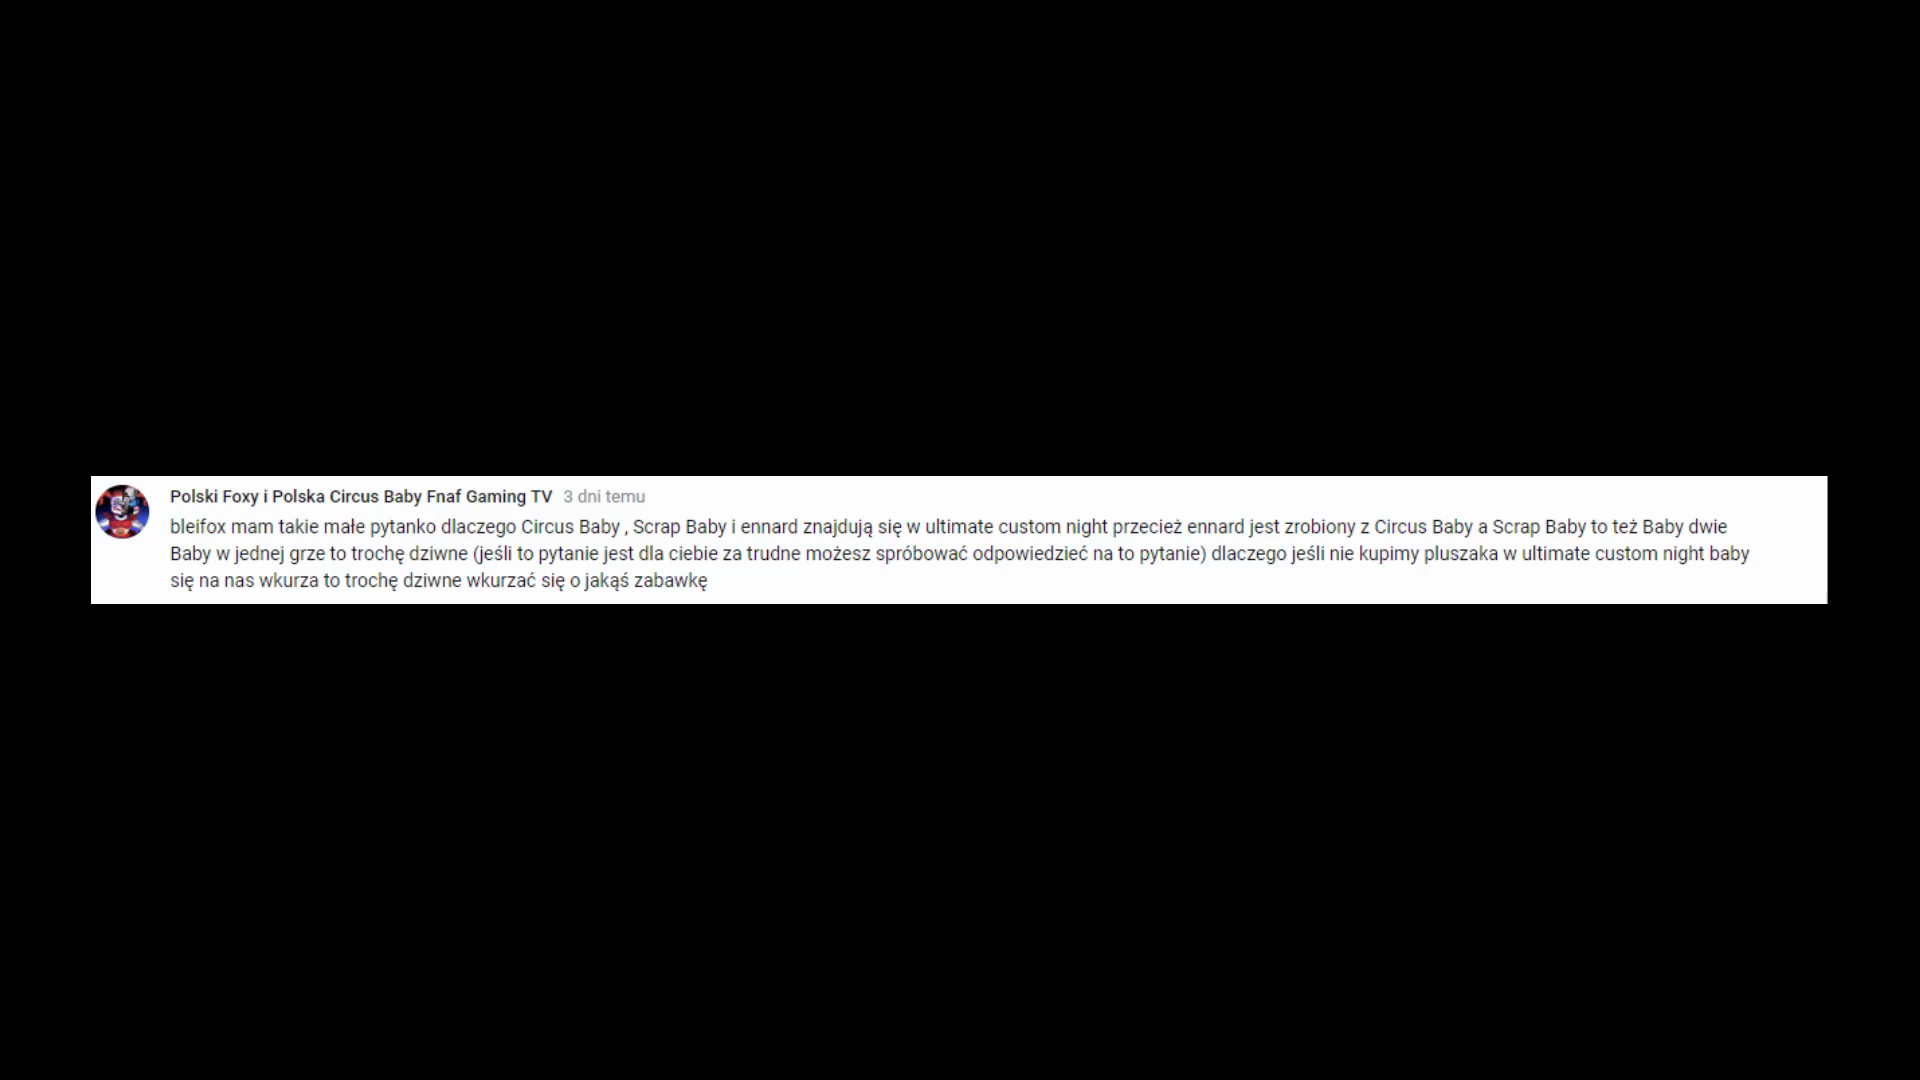 Polski Foxy i Polska Circus Baby Fnaf Gaming TV 3 dni temu
bleifox mam takie małe pytanko dlaczego Circus Baby , Scrap Baby i ennard znajdują się w ultimate custom night przecież ennard jest zrobiony z Circus Baby a Scrap Baby to też Baby dwie
Baby w jednej grze to trochę dziwne (jeśli to pytanie jest dla ciebie za trudne możesz spróbować odpowiedzieć na to pytanie) dlaczego jeśli nie kupimy pluszaka w ultimate custom night baby
się na nas wkurza to trochę dziwne wkurzać się o jakąś zabawkę